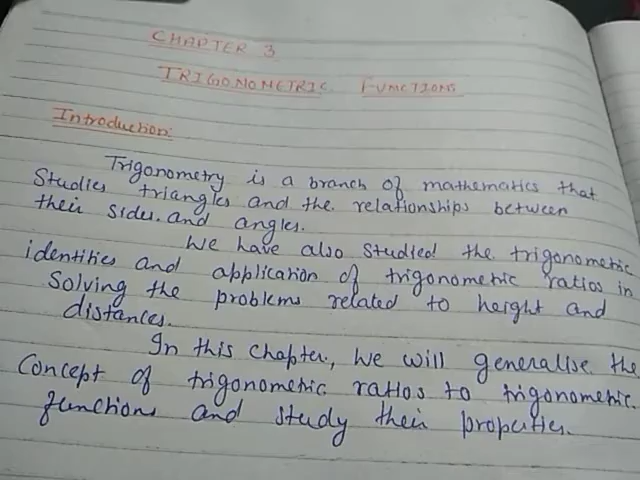 CHAPTER 3
TRIGONOMETRIC FUNCTIONS
Introduction:
Trigonometry is a branch of mathematics that
Studies triangles and the relationships between
their sides and angles.
We have also studied the trigonometric
identities and application of trigonometric ratios in
Solving the problems related to height and
distances.
In this chapter, we will generalise the
Concept of trigonometric ratios to trigonometric
functions and study their properties.